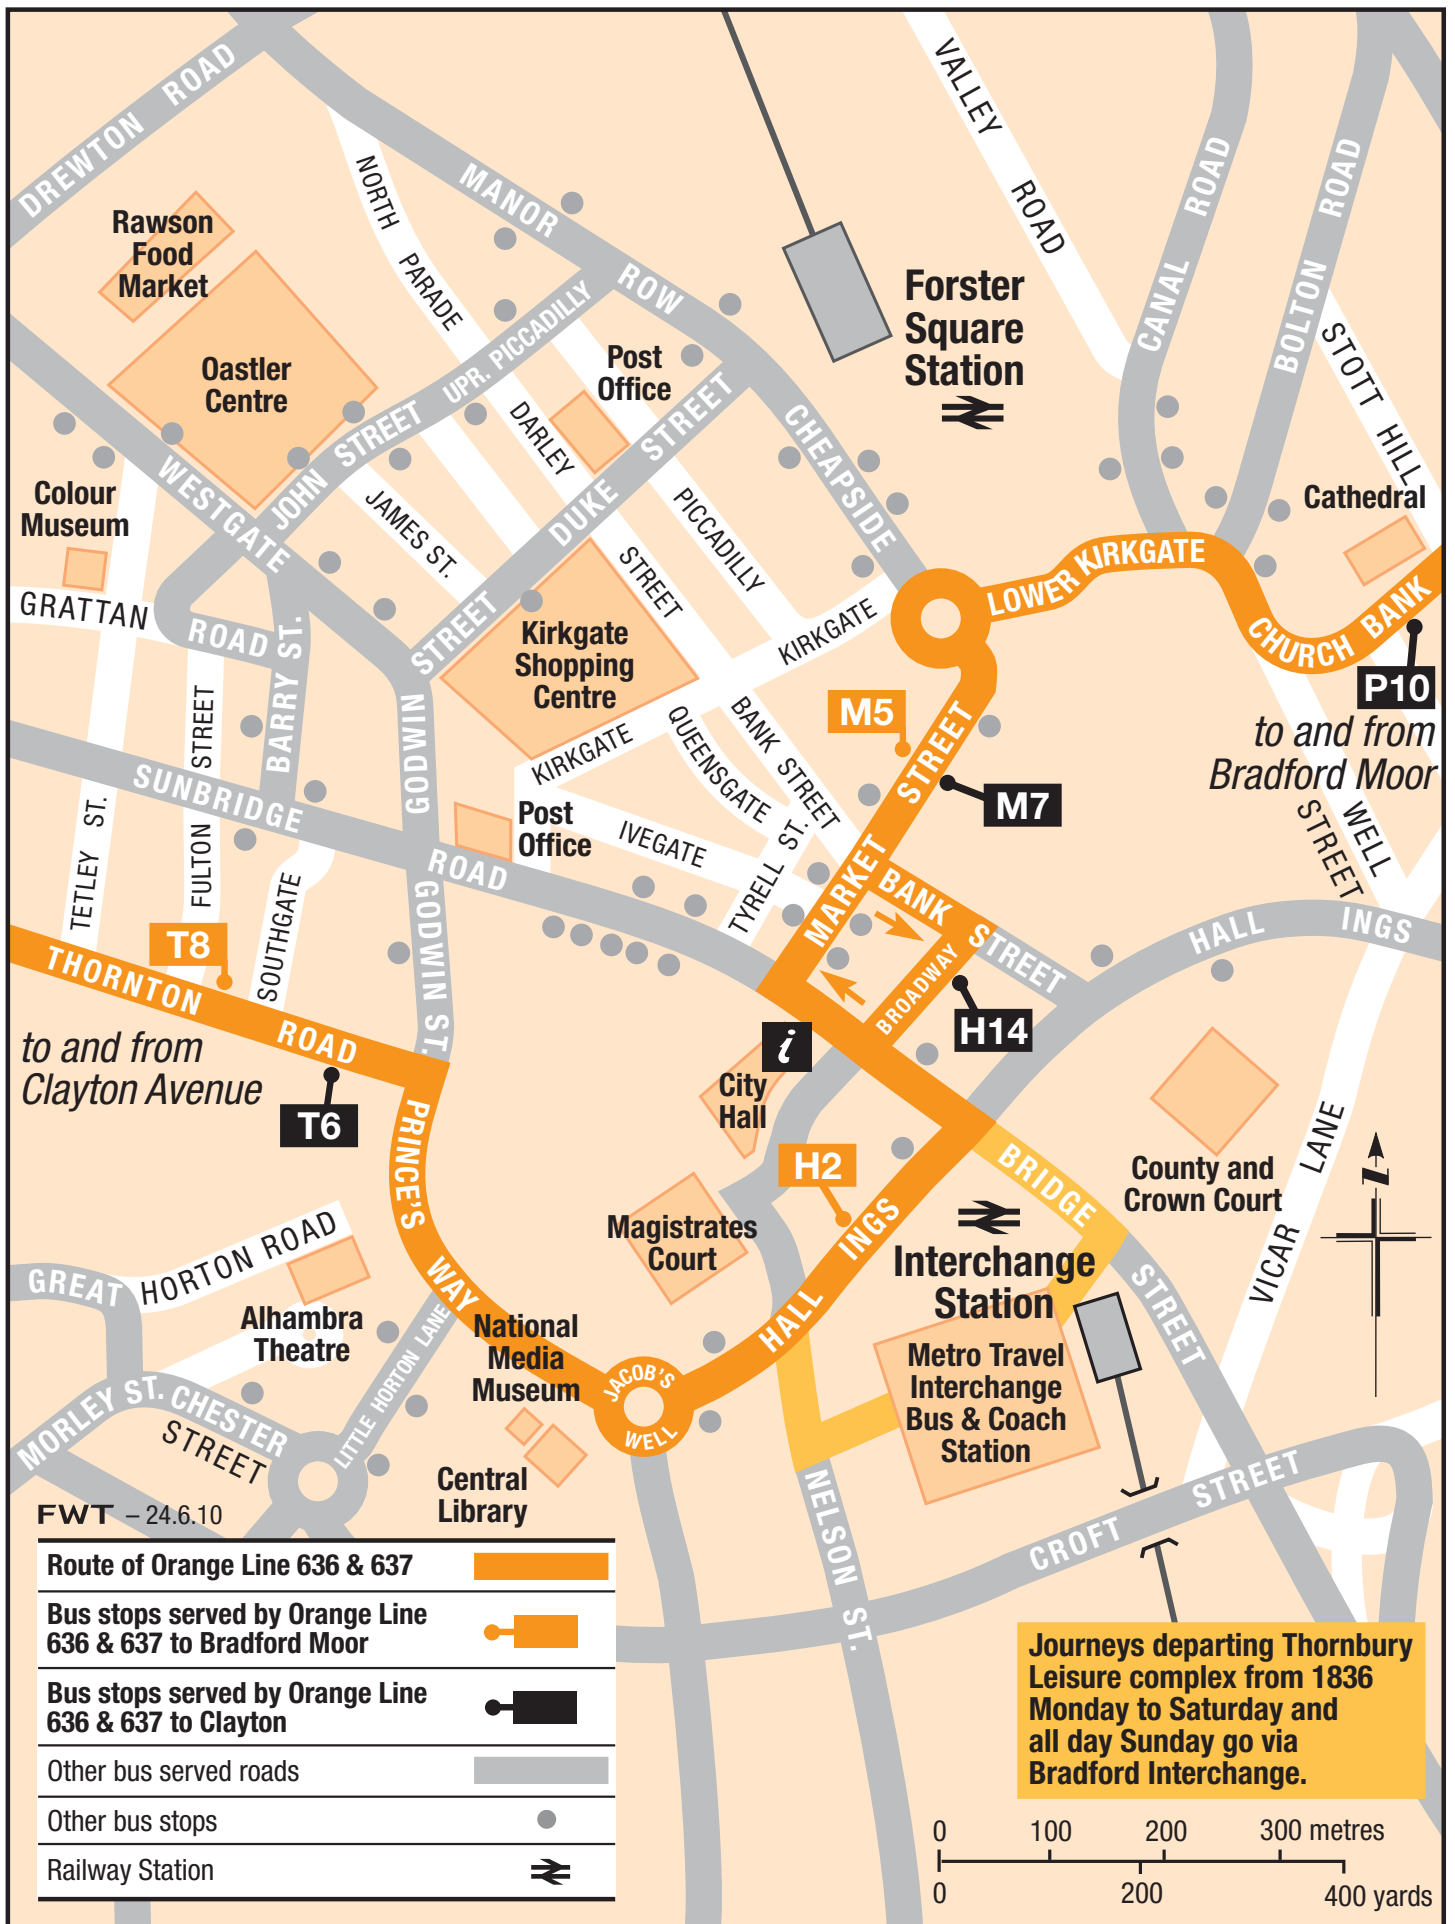 DREWTON ROAD
VALLEY ROAD
NORTH PARADE
MANOR ROW
CANAL ROAD
BOLTON ROAD
STOTT HILL
Rawson
Food
Market
Forster
Square
Station
Oastler
Centre
UPR. PICCADILLY
Post
Office
JOHN STREET
DARLEY STREET
DUKE STREET
CHEAPSIDE
Colour
Museum
WESTGATE
JAMES ST.
PICCADILLY
Cathedral
GRATTAN ROAD
BARRY ST.
STREET
Kirkgate
Shopping
Centre
KIRKGATE
LOWER KIRKGATE
CHURCH BANK
P10
to and from
Bradford Moor
M5
M7
FULTON STREET
GODWIN
KIRKGATE
QUEENSGATE
BANK STREET
MARKET STREET
SUNBRIDGE ROAD
Post
Office
IVEGATE
TYRELL ST.
WELL STREET
TETLEY ST.
SOUTHGATE
GODWIN ST.
BANK STREET
BROADWAY
HALL INGS
T8
THORNTON ROAD
to and from
Clayton Avenue
T6
H14
i
City
Hall
H2
PRINCE'S WAY
BRIDGE STREET
County and
Crown Court
VICAR LANE
N
Magistrates
Court
HALL INGS
Interchange
Station
GREAT HORTON ROAD
Alhambra
Theatre
LITTLE HORTON LANE
National
Media
Museum
JACOB'S
WELL
Metro Travel
Interchange
Bus & Coach
Station
MORLEY ST.
CHESTER
STREET
Central
Library
NELSON ST.
CROFT STREET
FWT – 24.6.10
Route of Orange Line 636 & 637
Bus stops served by Orange Line
636 & 637 to Bradford Moor
Bus stops served by Orange Line
636 & 637 to Clayton
Other bus served roads
Other bus stops
Railway Station
Journeys departing Thornbury
Leisure complex from 1836
Monday to Saturday and
all day Sunday go via
Bradford Interchange.
0 100 200 300 metres
0 200 400 yards